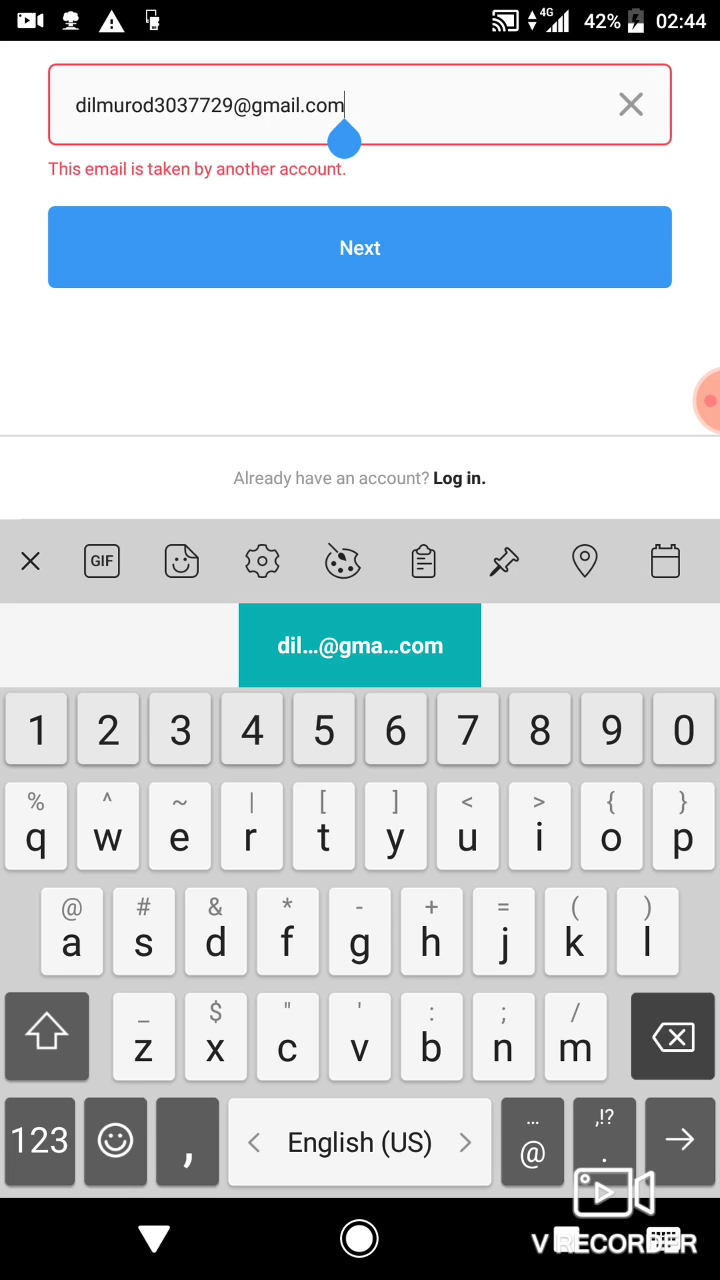 4G 42% 02:44
dilmurod3037729@gmail.com
This email is taken by another account.
Next
Already have an account? Log in.
GIF
dil...@gma...com
1 2 3 4 5 6 7 8 9 0
% ^ ~ | [ ] < > { }
q w e r t y u i o p
@ # & * - + = ( )
a s d f g h j k l
_ $ " ' : ; /
z x c v b n m
... ,!?
123 , < English (US) > @ .
V RECORDER